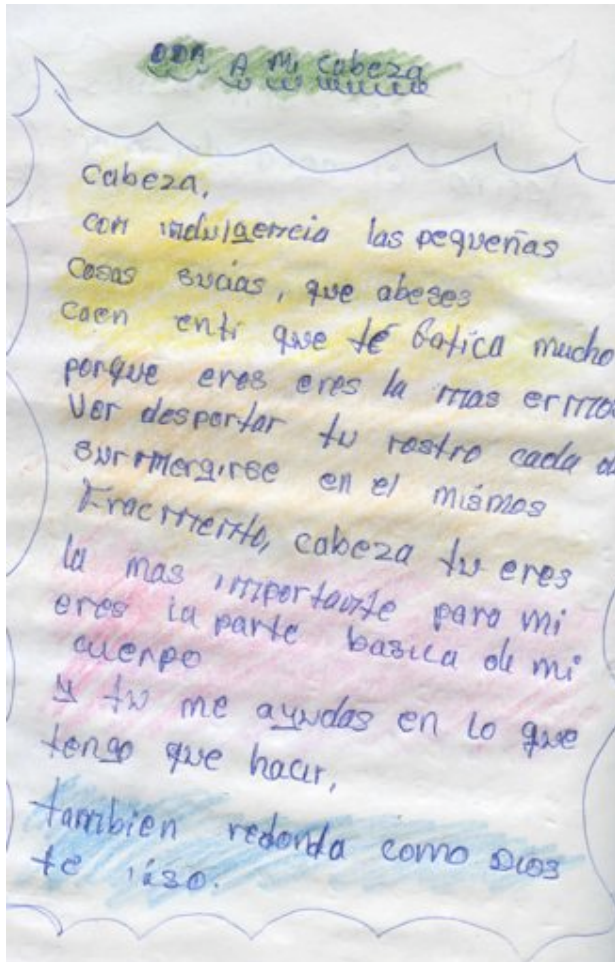 ODA A Mi Cabeza
Cabeza,
con indulgencia las pequeñas
Cosas sucias, que abeses
caen enti que té fatica mucho
porque eres eres la mas ermo
Ver despertar tu rostro cada
surmergirse en el mismos
Fracmento, cabeza tu eres
la mas importante para mi
eres la parte basica de mi
cuerpo
Y tu me ayudas en lo que
tengo que hacer,
tambien redonda como Dios
te iso.